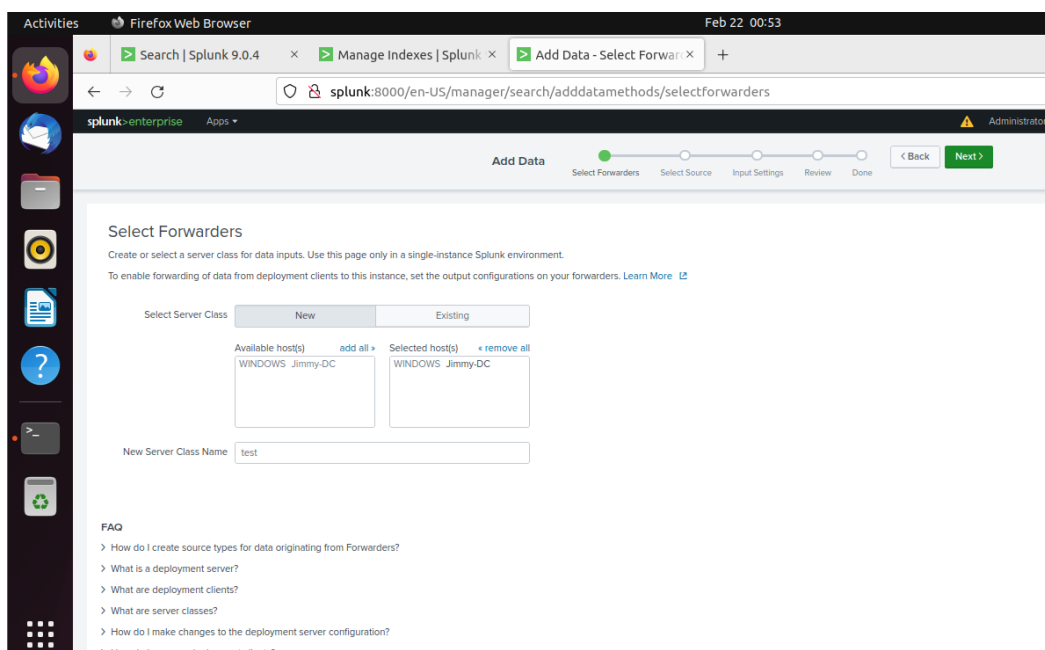 Activities Firefox Web Browser Feb 22 00:53
Search | Splunk 9.0.4 × Manage Indexes | Splunk × Add Data - Select Forwar × +
splunk:8000/en-US/manager/search/adddatamethods/selectforwarders
splunk>enterprise Apps Administrator
Add Data Select Forwarders Select Source Input Settings Review Done < Back Next >
Select Forwarders
Create or select a server class for data inputs. Use this page only in a single-instance Splunk environment.
To enable forwarding of data from deployment clients to this instance, set the output configurations on your forwarders. Learn More
Select Server Class New Existing
Available host(s) add all » Selected host(s) « remove all
WINDOWS Jimmy-DC WINDOWS Jimmy-DC
New Server Class Name test
FAQ
> How do I create source types for data originating from Forwarders?
> What is a deployment server?
> What are deployment clients?
> What are server classes?
> How do I make changes to the deployment server configuration?